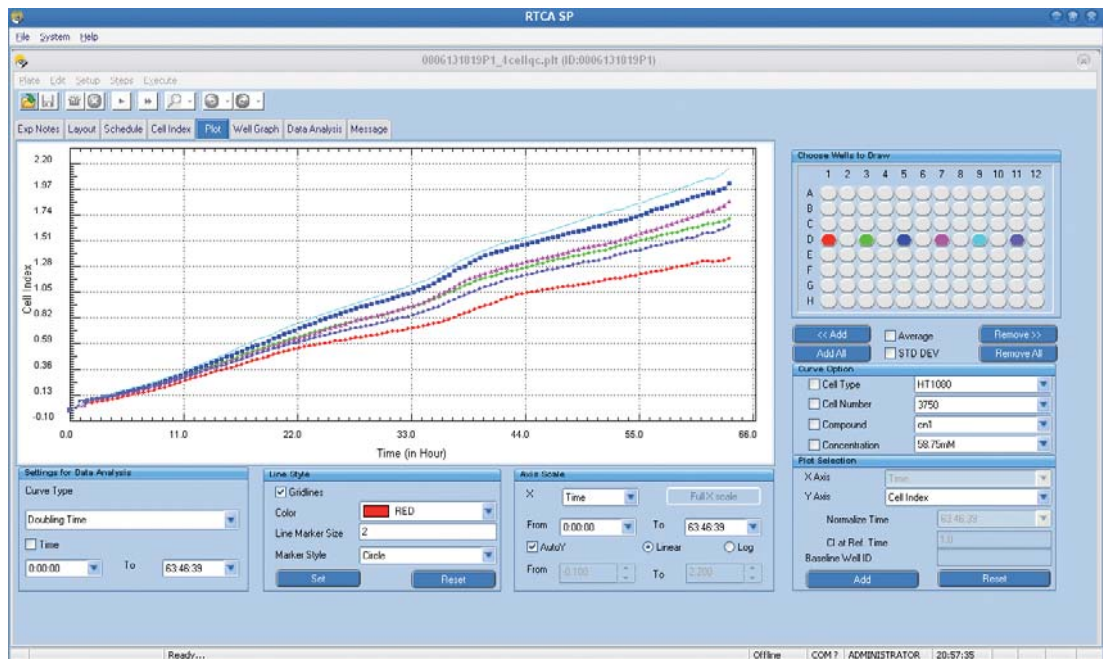 RTCA SP
File System Help
0006131019P1_4cellqc.plt (ID:0006131019P1)
Plate Edit Setup Steps Execute
Exp Notes Layout Schedule Cell Index Plot Well Graph Data Analysis Message
2.20
1.97
1.74
1.51
1.28
1.05
0.82
0.59
0.36
0.13
-0.10
Cell Index
0.0 11.0 22.0 33.0 44.0 55.0 66.0
Time (in Hour)
Choose Wells to Draw
1 2 3 4 5 6 7 8 9 10 11 12
A
B
C
D
E
F
G
H
<< Add Average Remove >>
Add All STD DEV Remove All
Curve Option
Cell Type HT1080
Cell Number 3750
Compound cn1
Concentration 58.75mM
Plot Selection
X Axis Time
Y Axis Cell Index
Normalize Time 63:46:39
CI at Ref. Time 1.0
Baseline Well ID
Add Reset
Settings for Data Analysis
Curve Type
Doubling Time
Time
0:00:00 To 63:46:39
Line Style
Gridlines
Color RED
Line Marker Size 2
Marker Style Circle
Set Reset
Axis Scale
X Time Full X scale
From 0:00:00 To 63:46:39
AutoY Linear Log
From -0.100 To 2.200
Ready... Offline COM ? ADMINISTRATOR 20:57:35